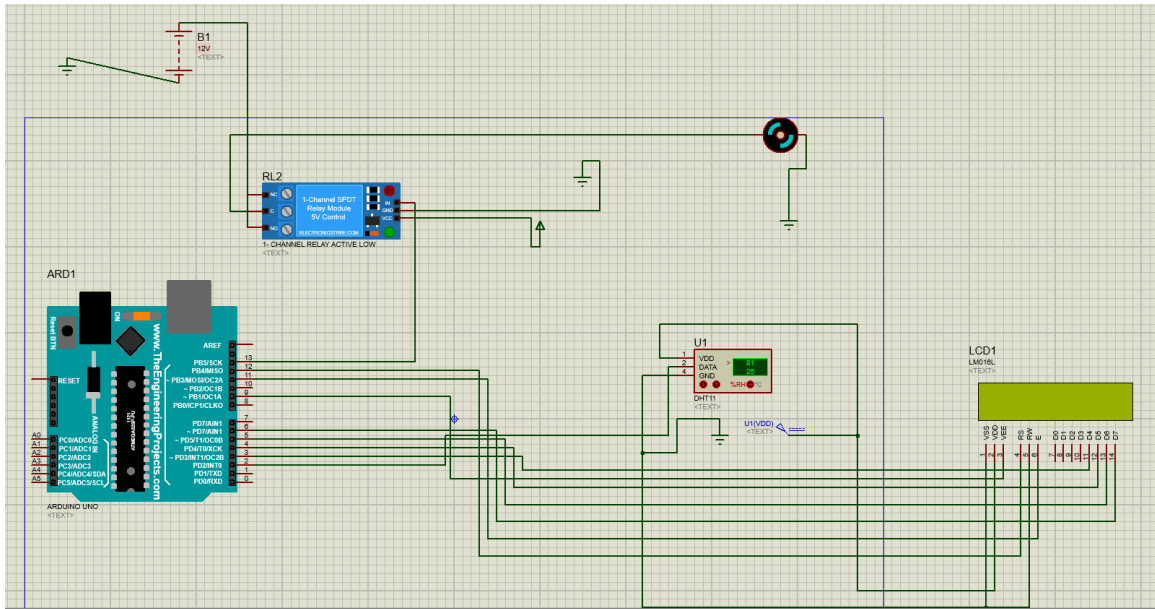 B1
12V
<TEXT>
RL2
NC
C
NO
1-Channel SPDT
Relay Module
5V Control
ELECTRONICSTREE.COM
IN
GND
VCC
1- CHANNEL RELAY ACTIVE LOW
<TEXT>
ARD1
Reset BTN
ON
www.TheEngineeringProjects.com
RESET
AREF
PB5/SCK 13
PB4/MISO 12
~ PB3/MOSI/OC2A 11
~ PB2/OC1B 10
~ PB1/OC1A 9
PB0/ICP1/CLKO 8
PD7/AIN1 7
~ PD7/AIN1 6
~ PD5/T1/OC0B 5
PD4/T0/XCK 4
~ PD3/INT1/OC2B 3
PD2/INT0 2
PD1/TXD 1
PD0/RXD 0
ANALOG IN
A0 PC0/ADC0
A1 PC1/ADC1
A2 PC2/ADC2
A3 PC3/ADC3
A4 PC4/ADC4/SDA
A5 PC5/ADC5/SCL
ARDUINO UNO
<TEXT>
U1
1 VDD
2 DATA
4 GND
>
81
25
%RH
°C
DHT11
<TEXT>
U1(VDD)
<TEXT>
LCD1
LM016L
<TEXT>
VSS
VDD
VEE
RS
RW
E
D0
D1
D2
D3
D4
D5
D6
D7
1
2
3
4
5
6
7
8
9
10
11
12
13
14